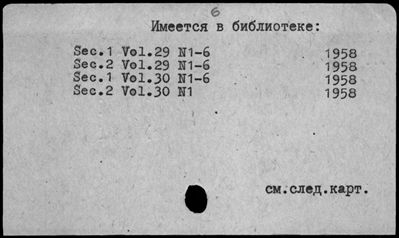 6
Имеется в библиотеке:
Sec.1 Vol.29 N1-6 1958
Sec.2 Vol.29 N1-6 1958
Sec.1 Vol.30 N1-6 1958
Sec.2 Vol.30 N1 1958
см.след.карт.